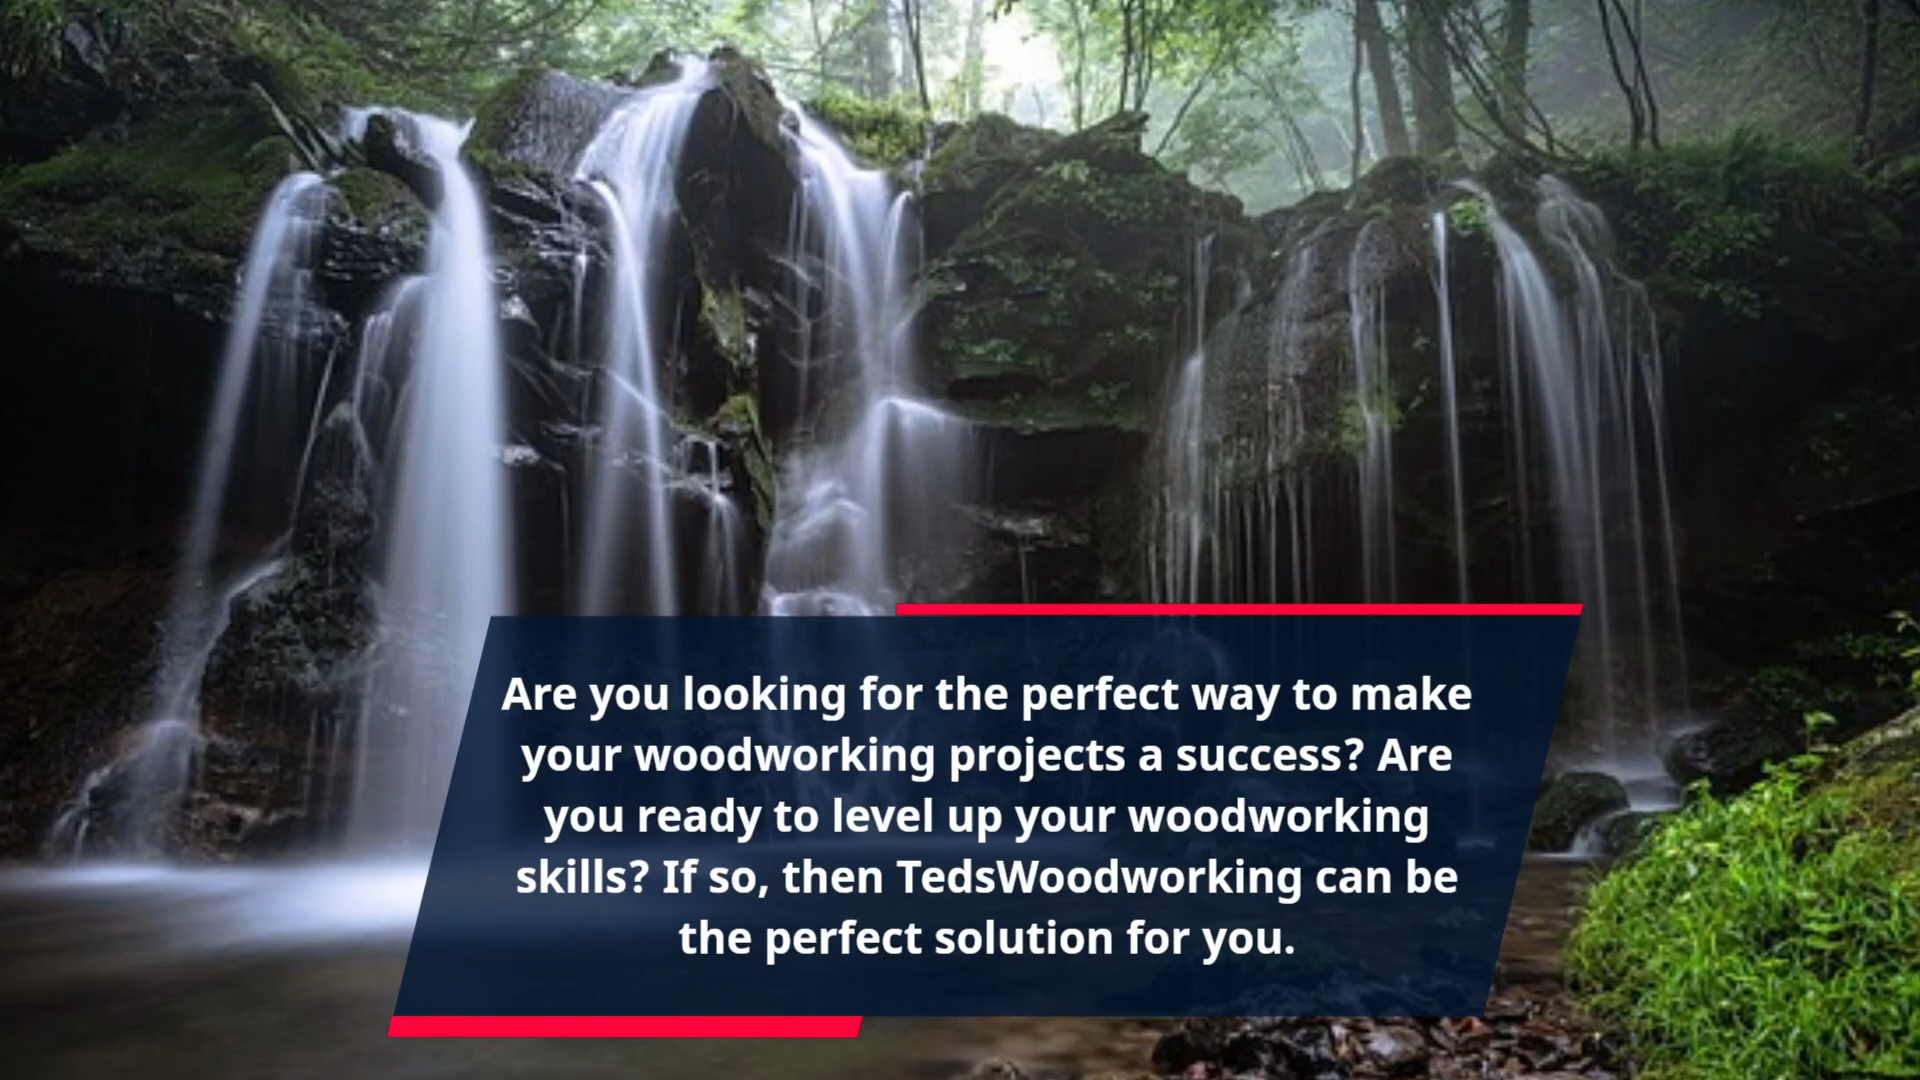 Are you looking for the perfect way to make
your woodworking projects a success? Are
you ready to level up your woodworking
skills? If so, then TedsWoodworking can be
the perfect solution for you.